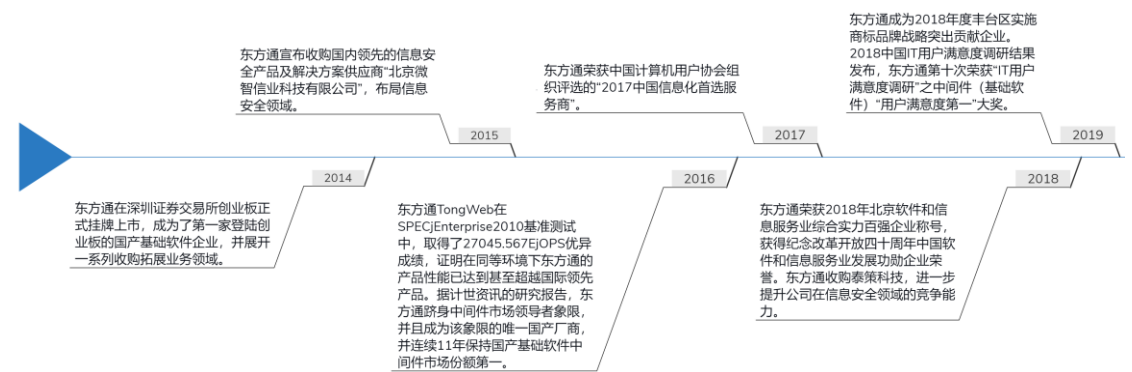 东方通宣布收购国内领先的信息安
全产品及解决方案供应商“北京微
智信业科技有限公司”，布局信息
安全领域。
2015
东方通荣获中国计算机用户协会组
织评选的“2017中国信息化首选服
务商”。
2017
东方通成为2018年度丰台区实施
商标品牌战略突出贡献企业。
2018中国IT用户满意度调研结果
发布，东方通第十次荣获“IT用户
满意度调研”之中间件（基础软
件）“用户满意度第一”大奖。
2019
2014
东方通在深圳证券交易所创业板正
式挂牌上市，成为了第一家登陆创
业板的国产基础软件企业，并展开
一系列收购拓展业务领域。
2016
东方通TongWeb在
SPECjEnterprise2010基准测试
中，取得了27045.567EjOPS优异
成绩，证明在同等环境下东方通的
产品性能已达到甚至超越国际领先
产品。据计世资讯的研究报告，东
方通跻身中间件市场领导者象限，
并且成为该象限的唯一国产厂商，
并连续11年保持国产基础软件中
间件市场份额第一。
2018
东方通荣获2018年北京软件和信
息服务业综合实力百强企业称号，
获得纪念改革开放四十周年中国软
件和信息服务业发展功勋企业荣
誉。东方通收购泰策科技，进一步
提升公司在信息安全领域的竞争能
力。